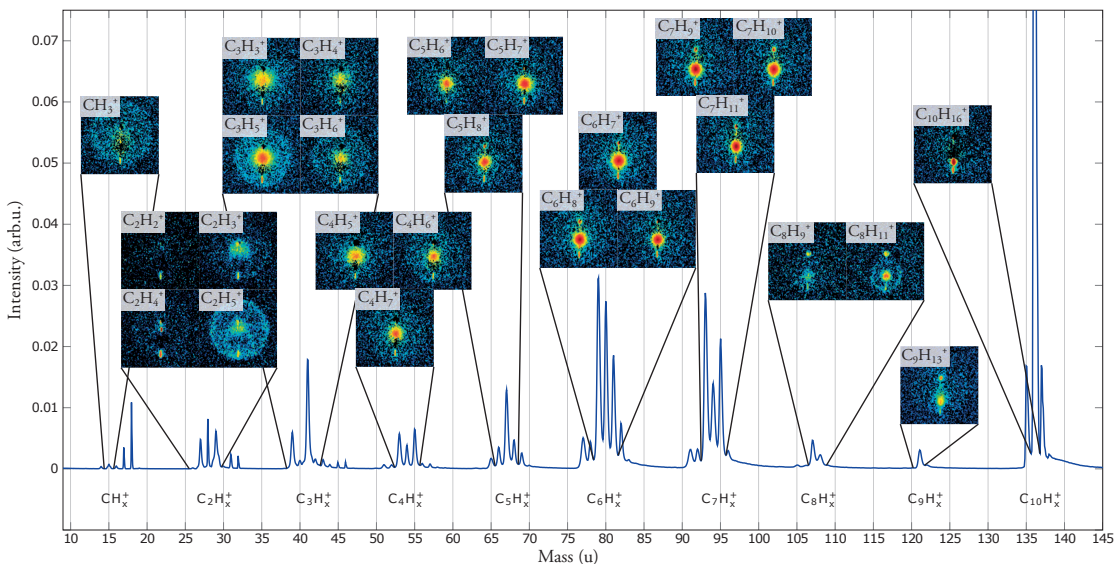 0.07
0.06
0.05
0.04
0.03
0.02
0.01
0
Intensity (arb.u.)
CH₃⁺
C₂H₂⁺ C₂H₃⁺
C₂H₄⁺ C₂H₅⁺
C₃H₃⁺ C₃H₄⁺
C₃H₅⁺ C₃H₆⁺
C₄H₅⁺ C₄H₆⁺
C₄H₇⁺
C₅H₆⁺ C₅H₇⁺
C₅H₈⁺
C₆H₇⁺
C₆H₈⁺ C₆H₉⁺
C₇H₉⁺ C₇H₁₀⁺
C₇H₁₁⁺
C₈H₉⁺ C₈H₁₁⁺
C₉H₁₃⁺
C₁₀H₁₆⁺
CHₓ⁺ C₂Hₓ⁺ C₃Hₓ⁺ C₄Hₓ⁺ C₅Hₓ⁺ C₆Hₓ⁺ C₇Hₓ⁺ C₈Hₓ⁺ C₉Hₓ⁺ C₁₀Hₓ⁺
10 15 20 25 30 35 40 45 50 55 60 65 70 75 80 85 90 95 100 105 110 115 120 125 130 135 140 145
Mass (u)